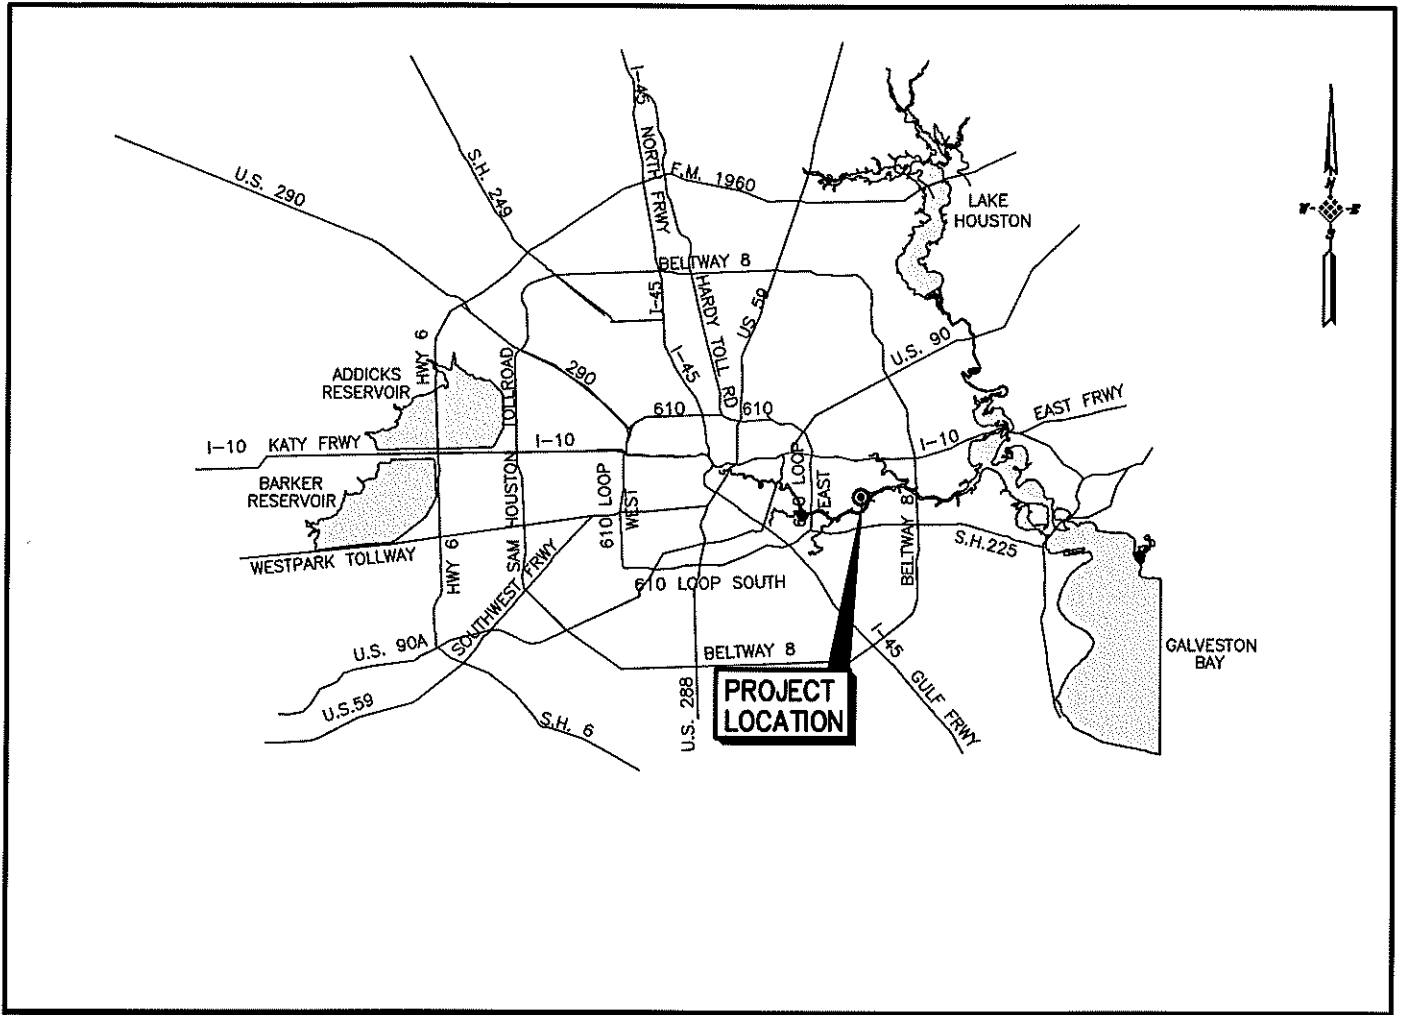 I-45
NORTH FRWY
S.H. 249
U.S. 290
F.M. 1960
LAKE
HOUSTON
N
W
E
S
BELTWAY 8
I-45
HARDY TOLL RD
US 59
U.S. 90
HWY 6
ADDICKS
RESERVOIR
SAM HOUSTON TOLLROAD
290
I-45
610
610
EAST FRWY
I-10 KATY FRWY
I-10
I-10
BARKER
RESERVOIR
610 LOOP
WEST
610 LOOP
EAST
BELTWAY 8
S.H.225
WESTPARK TOLLWAY
HWY 6
SOUTHWEST FRWY
610 LOOP SOUTH
U.S. 90A
BELTWAY 8
I-45
GULF FRWY
GALVESTON
BAY
U.S.59
S.H. 6
U.S. 288
PROJECT
LOCATION